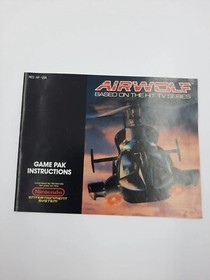 AIRWOLF
BASED ON THE HIT TV SERIES
GAME PAK
INSTRUCTIONS
Nintendo
ENTERTAINMENT
SYSTEM